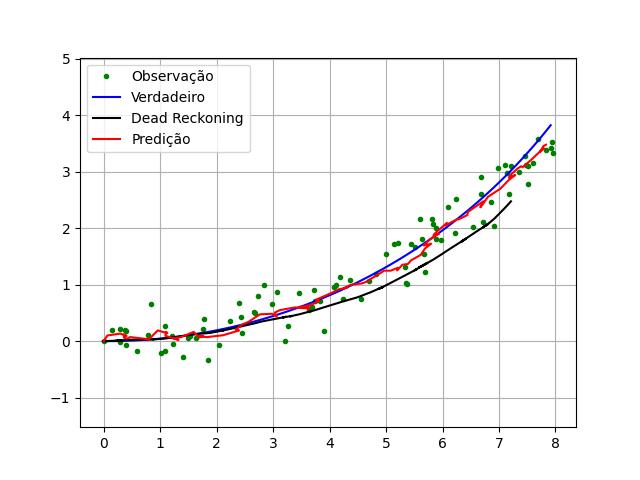 5
4
3
2
1
0
−1
Observação
Verdadeiro
Dead Reckoning
Predição
0 1 2 3 4 5 6 7 8